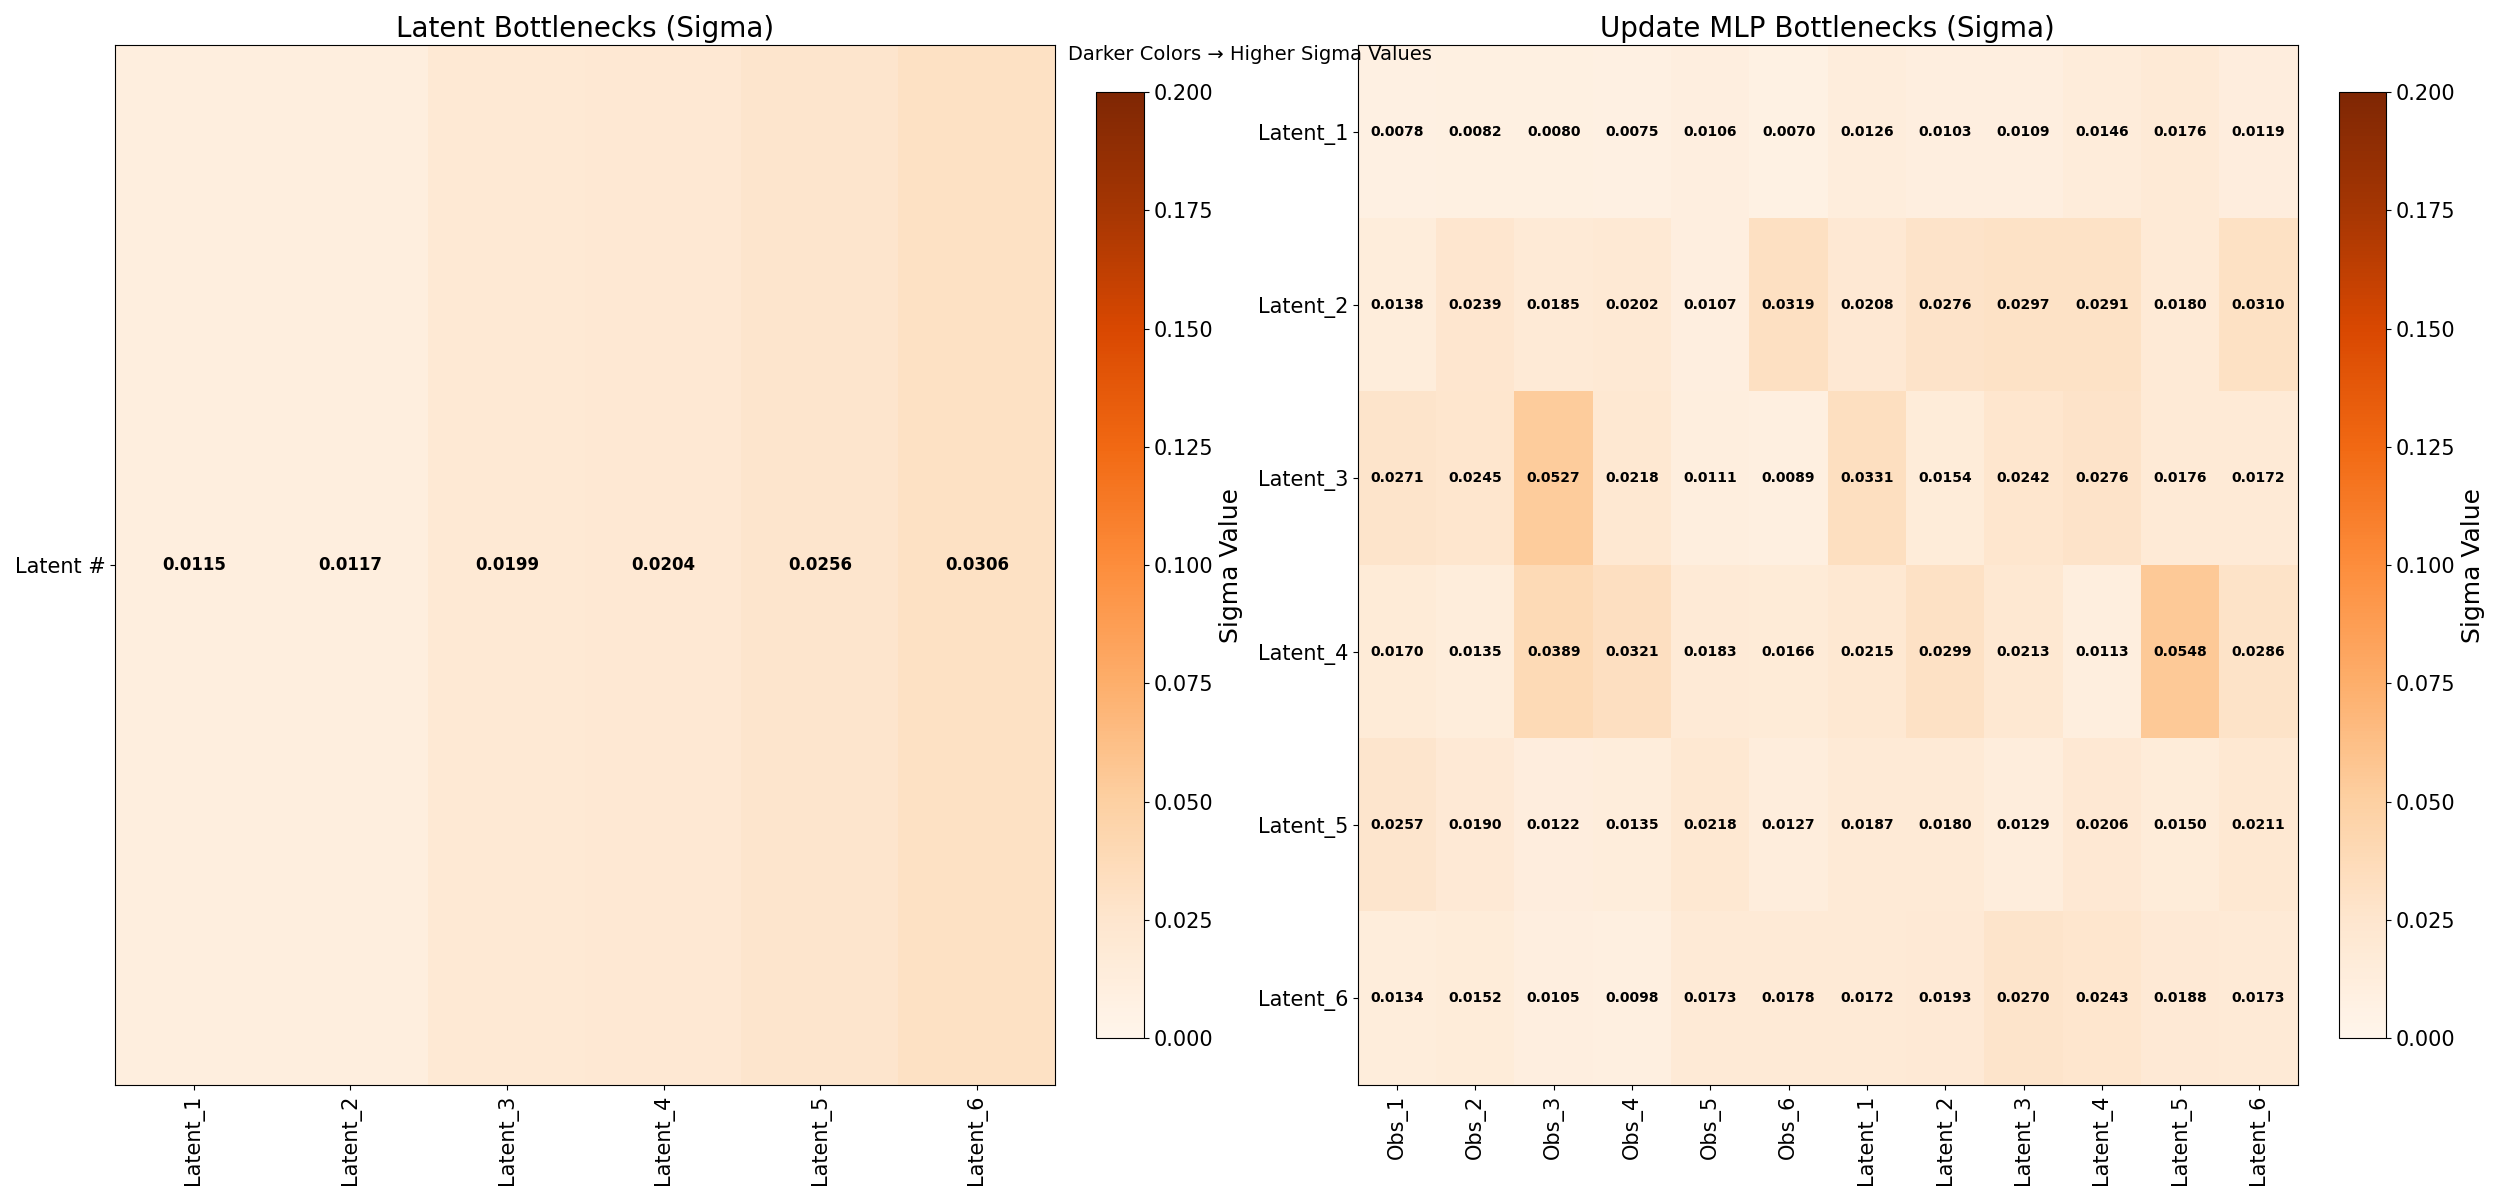 Latent Bottlenecks (Sigma)
Latent #
0.0115 0.0117 0.0199 0.0204 0.0256 0.0306
Latent_1 Latent_2 Latent_3 Latent_4 Latent_5 Latent_6
Darker Colors → Higher Sigma Values
0.200
0.175
0.150
0.125
0.100
0.075
0.050
0.025
0.000
Sigma Value
Update MLP Bottlenecks (Sigma)
Latent_1 0.0078 0.0082 0.0080 0.0075 0.0106 0.0070 0.0126 0.0103 0.0109 0.0146 0.0176 0.0119
Latent_2 0.0138 0.0239 0.0185 0.0202 0.0107 0.0319 0.0208 0.0276 0.0297 0.0291 0.0180 0.0310
Latent_3 0.0271 0.0245 0.0527 0.0218 0.0111 0.0089 0.0331 0.0154 0.0242 0.0276 0.0176 0.0172
Latent_4 0.0170 0.0135 0.0389 0.0321 0.0183 0.0166 0.0215 0.0299 0.0213 0.0113 0.0548 0.0286
Latent_5 0.0257 0.0190 0.0122 0.0135 0.0218 0.0127 0.0187 0.0180 0.0129 0.0206 0.0150 0.0211
Latent_6 0.0134 0.0152 0.0105 0.0098 0.0173 0.0178 0.0172 0.0193 0.0270 0.0243 0.0188 0.0173
Obs_1 Obs_2 Obs_3 Obs_4 Obs_5 Obs_6 Latent_1 Latent_2 Latent_3 Latent_4 Latent_5 Latent_6
0.200
0.175
0.150
0.125
0.100
0.075
0.050
0.025
0.000
Sigma Value